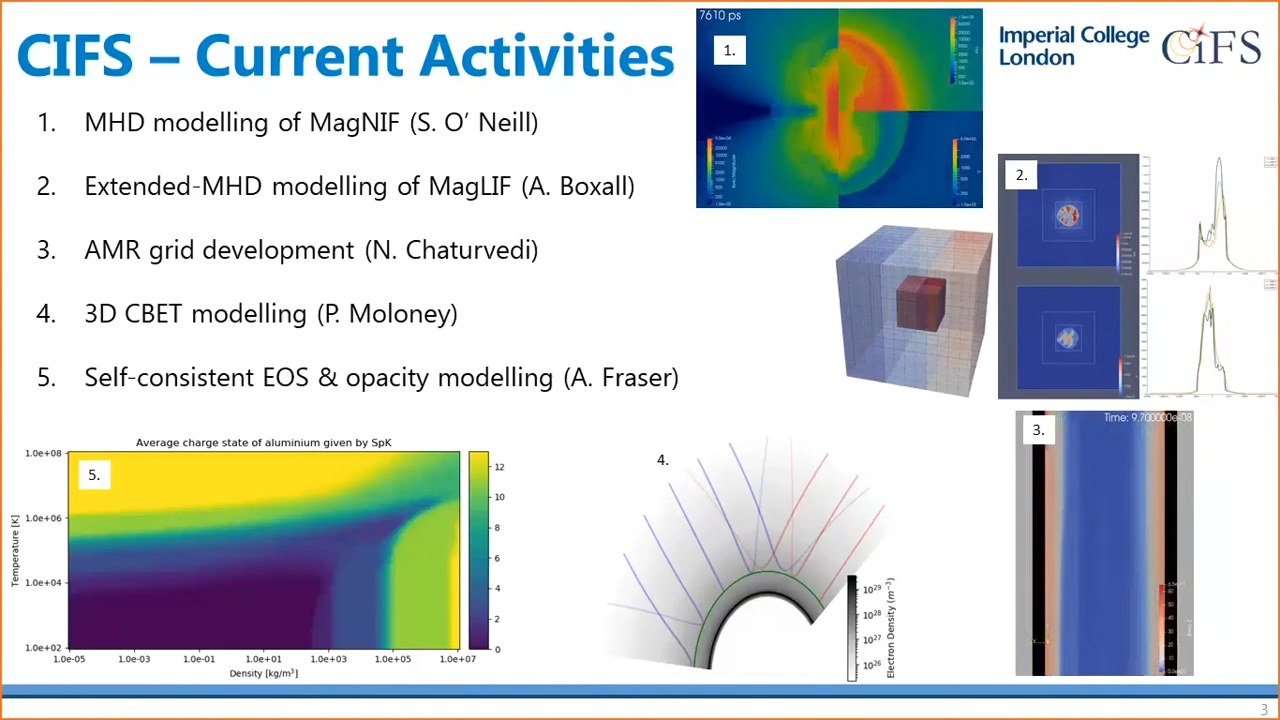 CIFS – Current Activities
1. MHD modelling of MagNIF (S. O’ Neill)
2. Extended-MHD modelling of MagLIF (A. Boxall)
3. AMR grid development (N. Chaturvedi)
4. 3D CBET modelling (P. Moloney)
5. Self-consistent EOS & opacity modelling (A. Fraser)
7610 ps
1.
Imperial College
London
CIFS
2.
3.
Time: 9.700000e-08
Average charge state of aluminium given by SpK
5.
1.0e+08
1.0e+06
1.0e+04
1.0e+02
Temperature [K]
1.0e-05 1.0e-03 1.0e-01 1.0e+01 1.0e+03 1.0e+05 1.0e+07
Density [kg/m³]
12
10
8
6
4
2
0
4.
10²⁹
10²⁸
10²⁷
10²⁶
Electron Density (m⁻³)
3